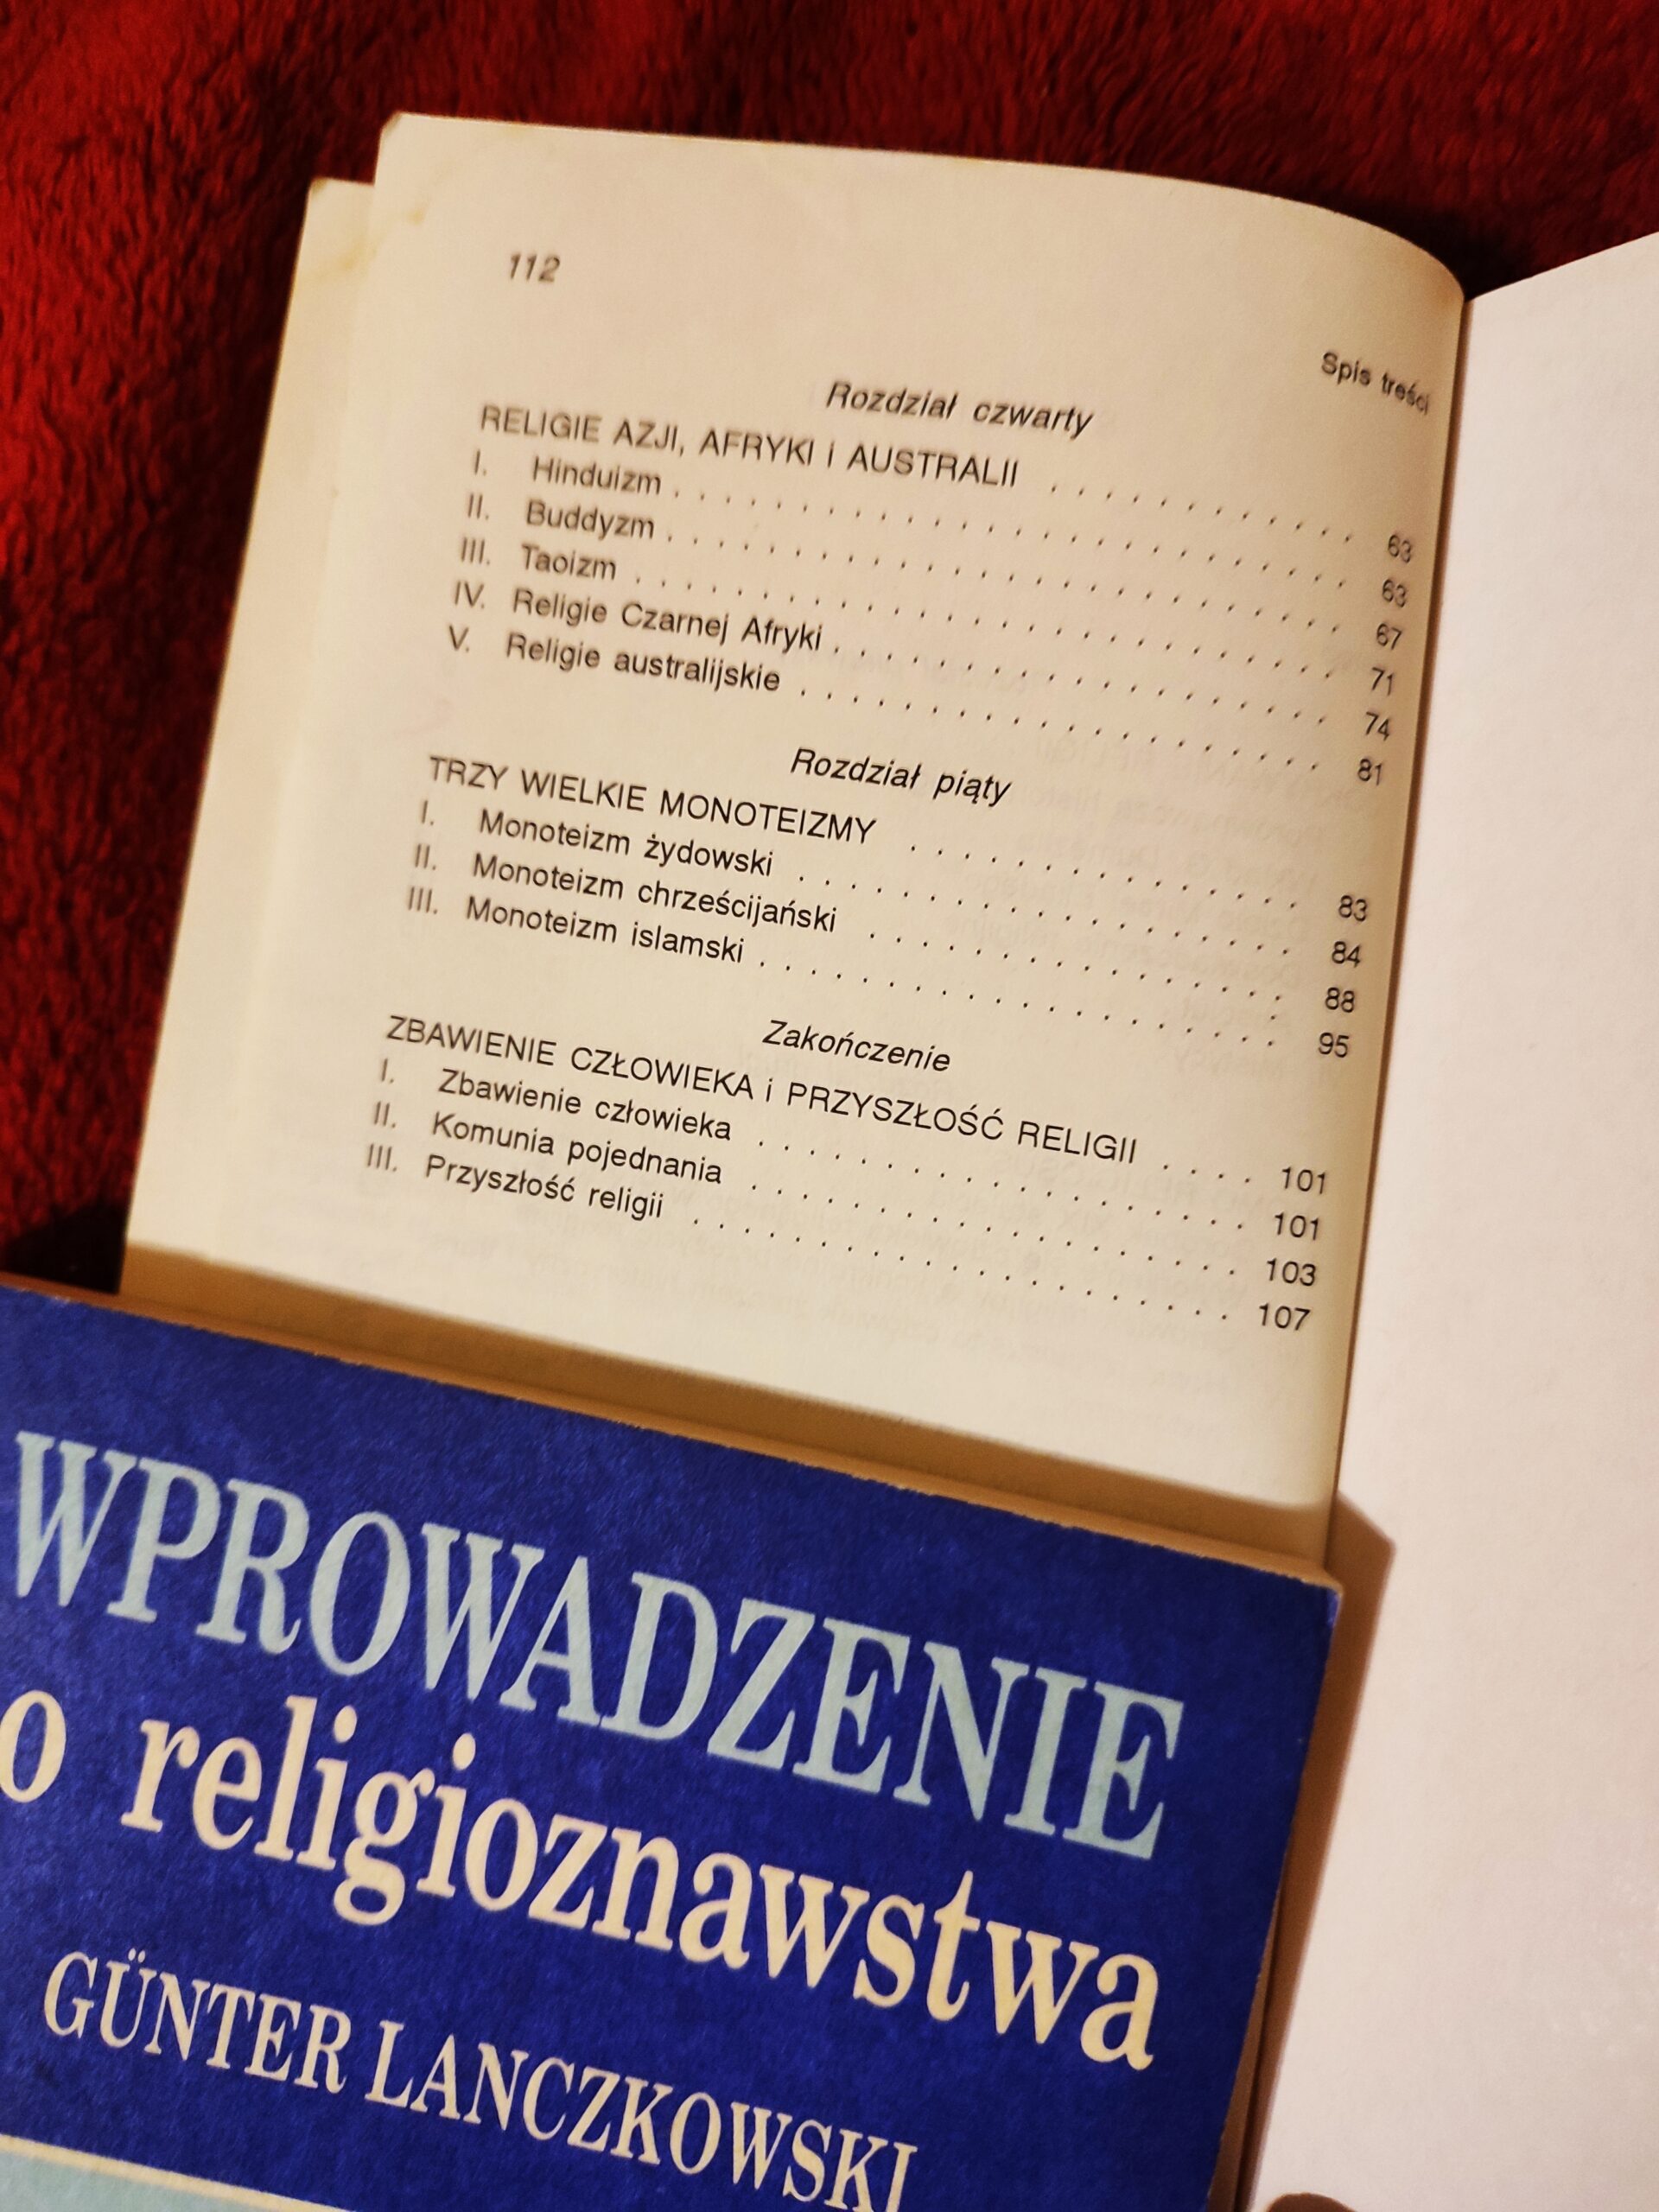 112
Spis treści
Rozdział czwarty
RELIGIE AZJI, AFRYKI i AUSTRALII . . . . . . . . . . . . 63
I. Hinduizm . . . . . . . . . . . . . . . . . . . . . . . . . . 63
II. Buddyzm . . . . . . . . . . . . . . . . . . . . . . . . . . 67
III. Taoizm . . . . . . . . . . . . . . . . . . . . . . . . . . . 71
IV. Religie Czarnej Afryki . . . . . . . . . . . . . . . . . . . 74
V. Religie australijskie . . . . . . . . . . . . . . . . . . . . 81
Rozdział piąty
TRZY WIELKIE MONOTEIZMY . . . . . . . . . . . . . . . 83
I. Monoteizm żydowski . . . . . . . . . . . . . . . . . . . 84
II. Monoteizm chrześcijański . . . . . . . . . . . . . . . . 88
III. Monoteizm islamski . . . . . . . . . . . . . . . . . . . . 95
Zakończenie
ZBAWIENIE CZŁOWIEKA i PRZYSZŁOŚĆ RELIGII . . . . 101
I. Zbawienie człowieka . . . . . . . . . . . . . . . . . . . 101
II. Komunia pojednania . . . . . . . . . . . . . . . . . . . 103
III. Przyszłość religii . . . . . . . . . . . . . . . . . . . . . 107
WPROWADZENIE
o religioznawstwa
GÜNTER LANCZKOWSKI